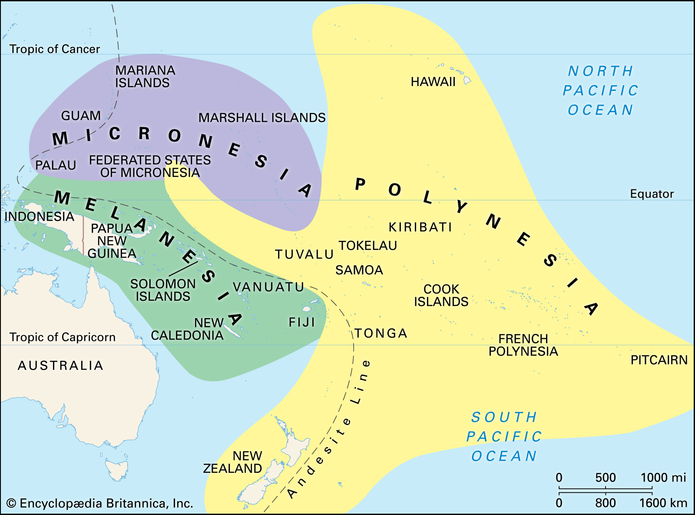 Tropic of Cancer
MARIANA
ISLANDS
HAWAII
NORTH
PACIFIC
OCEAN
GUAM
MARSHALL ISLANDS
MICRONESIA
PALAU
FEDERATED STATES
OF MICRONESIA
POLYNESIA
Equator
MELANESIA
INDONESIA
PAPUA
NEW
GUINEA
KIRIBATI
TOKELAU
TUVALU
SAMOA
SOLOMON
ISLANDS
VANUATU
COOK
ISLANDS
FIJI
NEW
CALEDONIA
Tropic of Capricorn
TONGA
FRENCH
POLYNESIA
PITCAIRN
AUSTRALIA
Andesite Line
SOUTH
PACIFIC
OCEAN
NEW
ZEALAND
0 500 1000 mi
0 800 1600 km
© Encyclopædia Britannica, Inc.